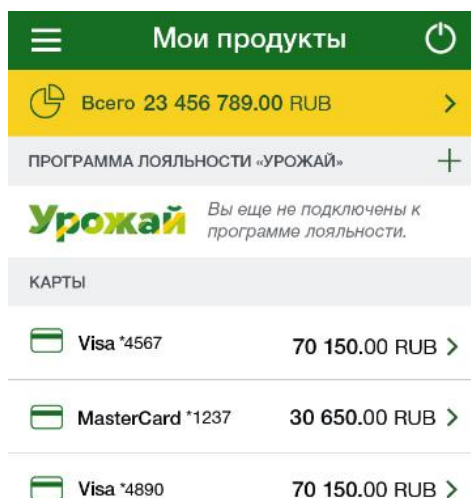 Мои продукты
Всего 23 456 789.00 RUB
ПРОГРАММА ЛОЯЛЬНОСТИ «УРОЖАЙ»
Урожай
Вы еще не подключены к
программе лояльности.
КАРТЫ
Visa *4567 70 150.00 RUB
MasterCard *1237 30 650.00 RUB
Visa *4890 70 150.00 RUB